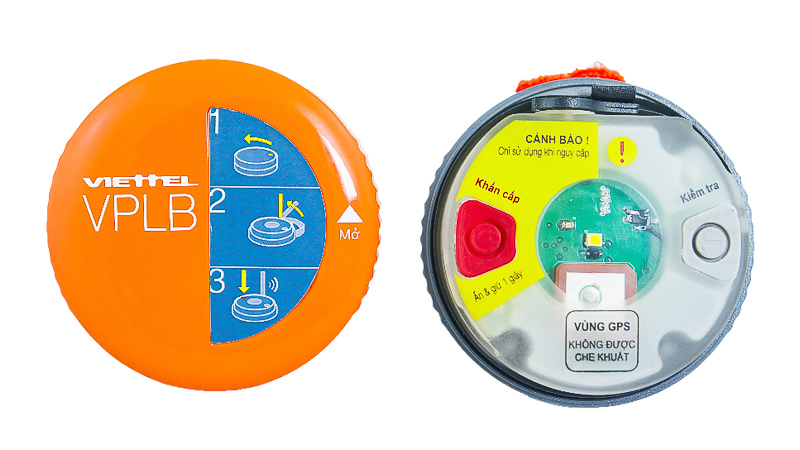 1
VIETTEL
VPLB
2
Mở
3
CẢNH BÁO !
Chỉ sử dụng khi nguy cấp
!
Khẩn cấp
Kiểm tra
Ấn & giữ 1 giây
VÙNG GPS
KHÔNG ĐƯỢC
CHE KHUẤT